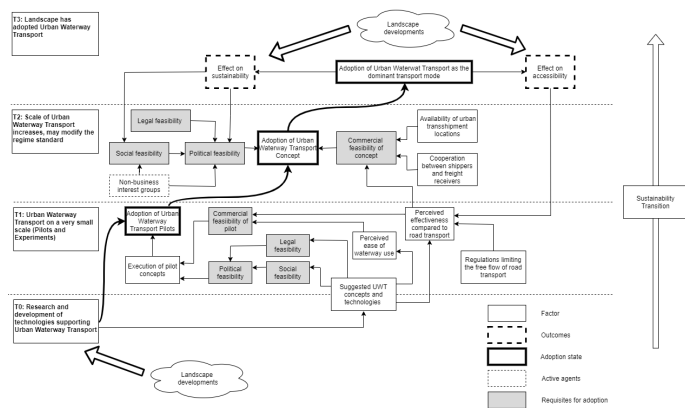 T3: Landscape has
adopted Urban Waterway
Transport
Landscape
developments
Effect on
sustainability
Adoption of Urban Waterwat Transport as the
dominant transport mode
Effect on
accessibility
T2: Scale of Urban
Waterway Transport
increases, may modify the
regime standard
Legal feasibility
Social feasibility
Political feasibility
Adoption of Urban
Waterway Transport
Concept
Commercial
feasibility of
concept
Availability of urban
transshipment
locations
Cooperation
between shippers
and freight
receivers
Non-business
interest groups
Sustainability
Transition
T1: Urban Waterway
Transport on a very small
scale (Pilots and
Experiments)
Adoption of Urban
Waterway
Transport Pilots
Commercial
feasibility of
pilot
Perceived
effectiveness
compared to
road transport
Legal
feasibility
Perceived
ease of
waterway use
Execution of pilot
concepts
Political
feasibility
Social
feasibility
Regulations limiting
the free flow of road
transport
Suggested UWT
concepts and
technologies
T0: Research and
development of
technologies supporting
Urban Waterway Transport
Landscape
developments
Factor
Outcomes
Adoption state
Active agents
Requisites for adoption